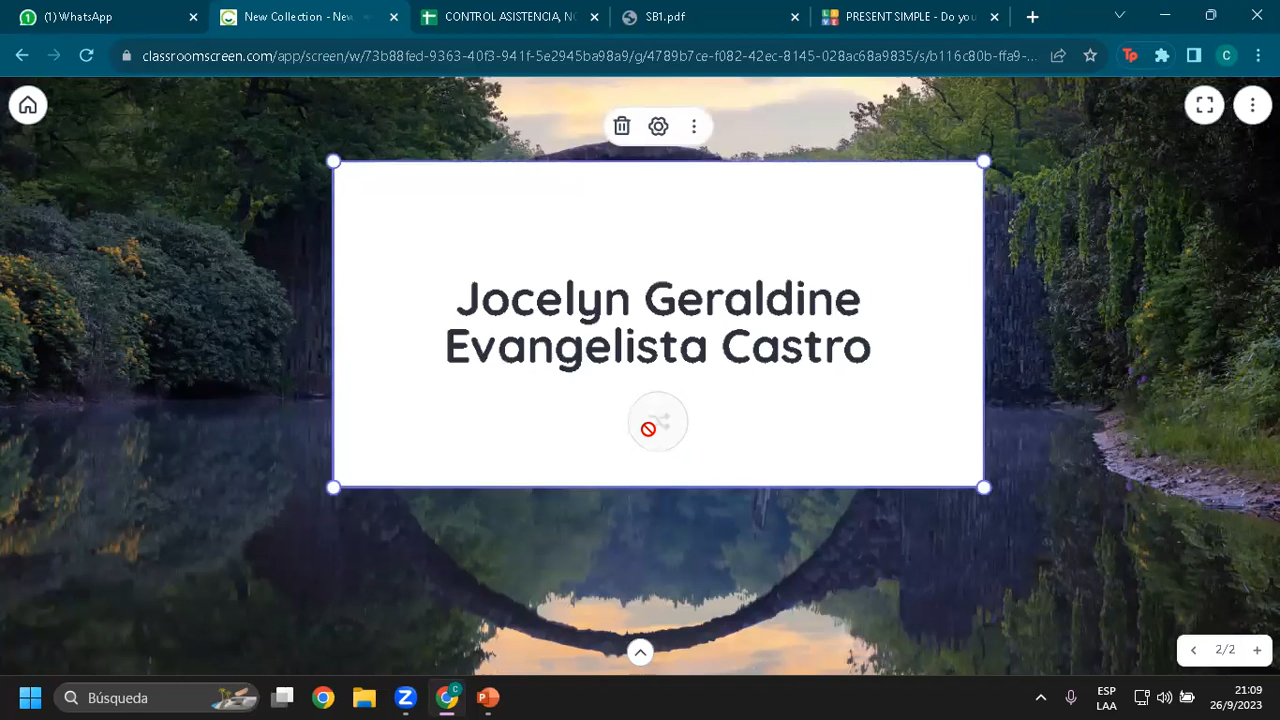 (1) WhatsApp
New Collection - New
CONTROL ASISTENCIA, NO
SB1.pdf
PRESENT SIMPLE - Do you
classroomscreen.com/app/screen/w/73b88fed-9363-40f3-941f-5e2945ba98a9/g/4789b7ce-f082-42ec-8145-028ac68a9835/s/b116c80b-ffa9-...
Jocelyn Geraldine
Evangelista Castro
2/2
Búsqueda
ESP
LAA
21:09
26/9/2023